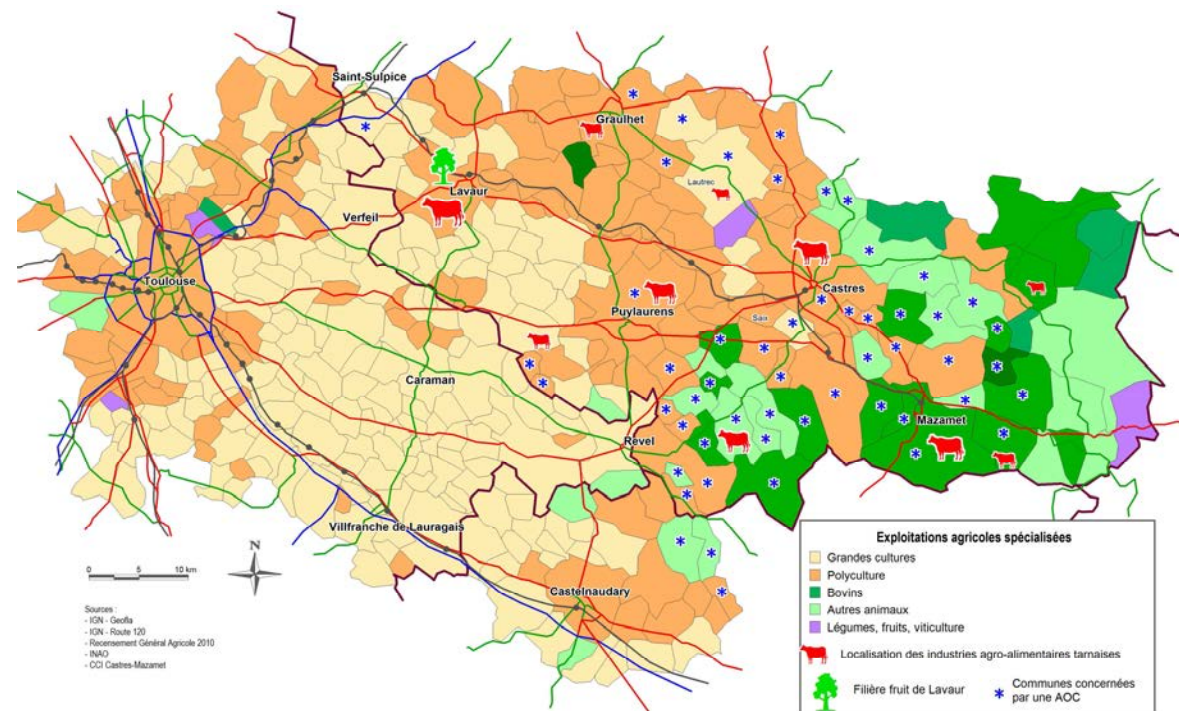 Saint-Sulpice
Graulhet
Lautrec
Lavaur
Verfeil
Toulouse
Castres
Puylaurens
Saix
Caraman
Mazamet
Revel
Villfranche de Lauragais
Castelnaudary
N
0 5 10 km
Sources :
- IGN - Geofla
- IGN - Route 120
- Recensement Général Agricole 2010
- INAO
- CCI Castres-Mazamet
Exploitations agricoles spécialisées
Grandes cultures
Polyculture
Bovins
Autres animaux
Légumes, fruits, viticulture
Localisation des industries agro-alimentaires tarnaises
Filière fruit de Lavaur
Communes concernées
par une AOC